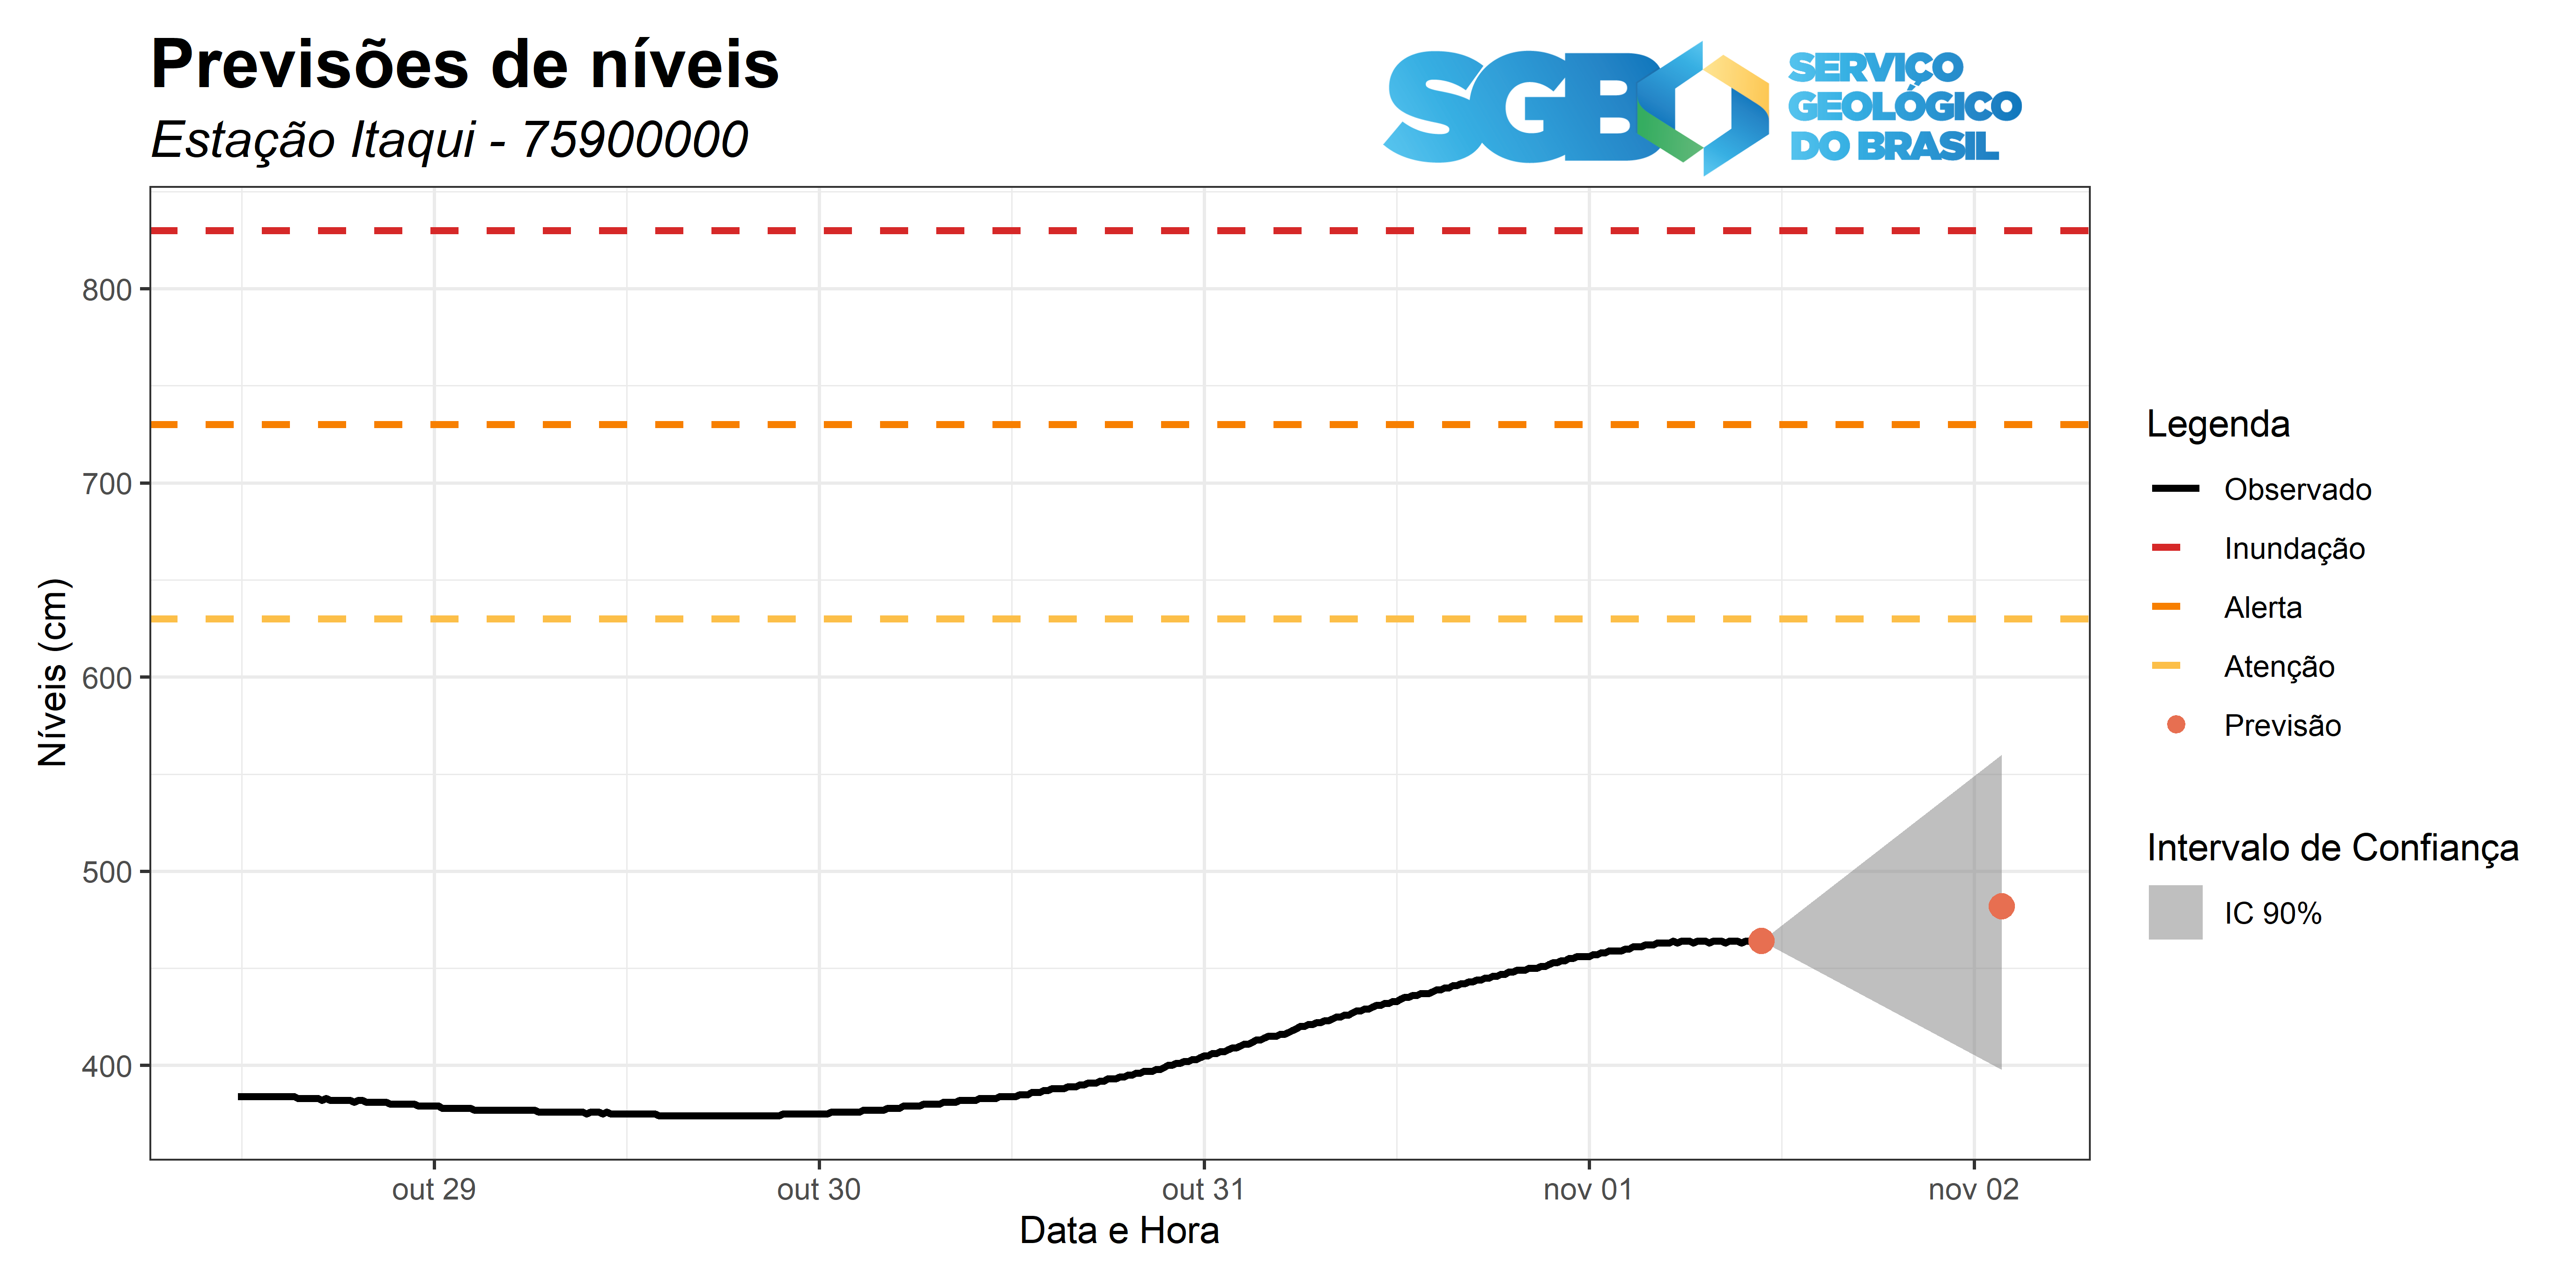 Previsões de níveis
Estação Itaqui - 75900000
SGB
SERVIÇO
GEOLÓGICO
DO BRASIL
Níveis (cm)
800
700
600
500
400
out 29
out 30
out 31
nov 01
nov 02
Data e Hora
Legenda
Observado
Inundação
Alerta
Atenção
Previsão
Intervalo de Confiança
IC 90%